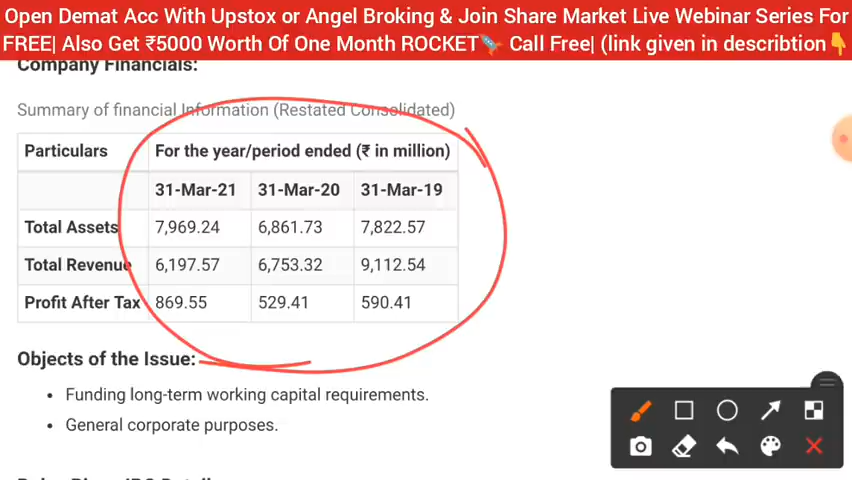 Open Demat Acc With Upstox or Angel Broking & Join Share Market Live Webinar Series For
FREE| Also Get ₹5000 Worth Of One Month ROCKET🚀 Call Free| (link given in describtion👇
Company Financials:
Summary of financial Information (Restated Consolidated)
Particulars For the year/period ended (₹ in million)
31-Mar-21 31-Mar-20 31-Mar-19
Total Assets 7,969.24 6,861.73 7,822.57
Total Revenue 6,197.57 6,753.32 9,112.54
Profit After Tax 869.55 529.41 590.41
Objects of the Issue:
• Funding long-term working capital requirements.
• General corporate purposes.